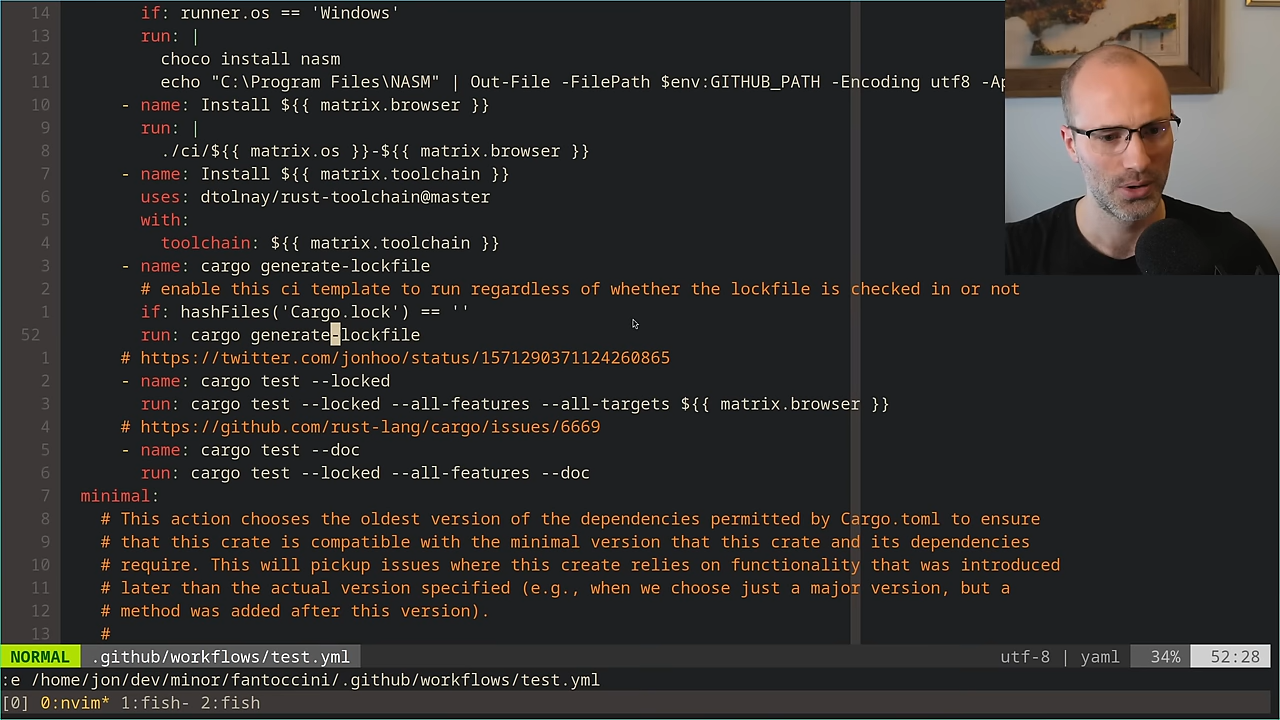 14 if: runner.os == 'Windows'
13 run: |
12 choco install nasm
11 echo "C:\Program Files\NASM" | Out-File -FilePath $env:GITHUB_PATH -Encoding utf8 -Ap
10 - name: Install ${{ matrix.browser }}
9 run: |
8 ./ci/${{ matrix.os }}-${{ matrix.browser }}
7 - name: Install ${{ matrix.toolchain }}
6 uses: dtolnay/rust-toolchain@master
5 with:
4 toolchain: ${{ matrix.toolchain }}
3 - name: cargo generate-lockfile
2 # enable this ci template to run regardless of whether the lockfile is checked in or not
1 if: hashFiles('Cargo.lock') == ''
52 run: cargo generate-lockfile
1 # https://twitter.com/jonhoo/status/1571290371124260865
2 - name: cargo test --locked
3 run: cargo test --locked --all-features --all-targets ${{ matrix.browser }}
4 # https://github.com/rust-lang/cargo/issues/6669
5 - name: cargo test --doc
6 run: cargo test --locked --all-features --doc
7 minimal:
8 # This action chooses the oldest version of the dependencies permitted by Cargo.toml to ensure
9 # that this crate is compatible with the minimal version that this crate and its dependencies
10 # require. This will pickup issues where this create relies on functionality that was introduced
11 # later than the actual version specified (e.g., when we choose just a major version, but a
12 # method was added after this version).
13 #
NORMAL .github/workflows/test.yml utf-8 | yaml 34% 52:28
:e /home/jon/dev/minor/fantoccini/.github/workflows/test.yml
[0] 0:nvim* 1:fish- 2:fish